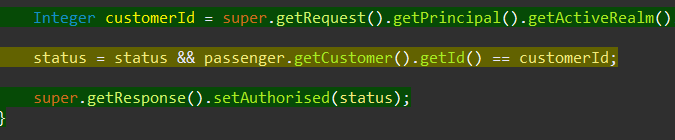 Integer customerId = super.getRequest().getPrincipal().getActiveRealm()
status = status && passenger.getCustomer().getId() == customerId;
super.getResponse().setAuthorised(status);
}